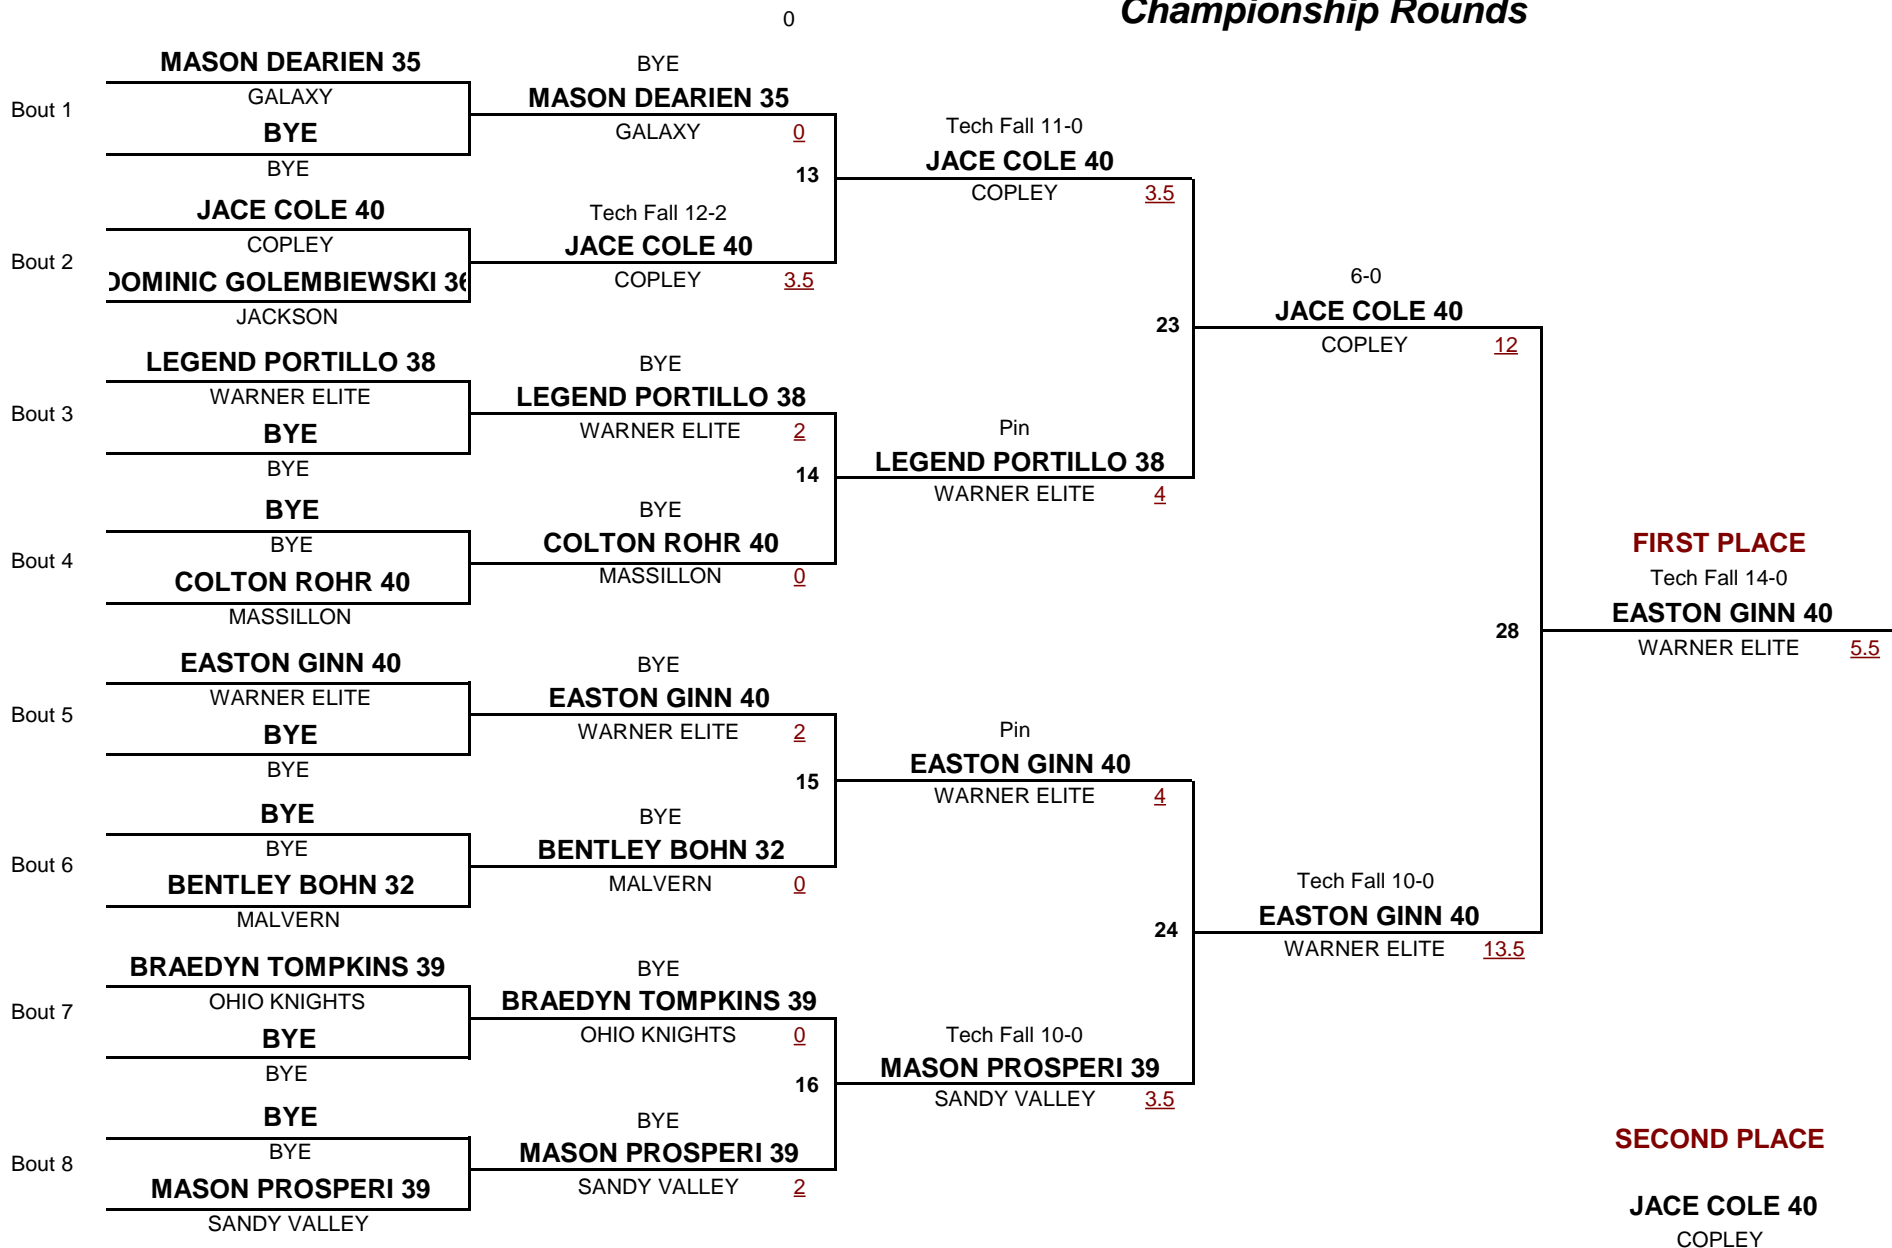 Championship Rounds
0
MASON DEARIEN 35
GALAXY
Bout 1
BYE
BYE
JACE COLE 40
COPLEY
Bout 2
DOMINIC GOLEMBIEWSKI 36
JACKSON
LEGEND PORTILLO 38
WARNER ELITE
Bout 3
BYE
BYE
BYE
BYE
Bout 4
COLTON ROHR 40
MASSILLON
EASTON GINN 40
WARNER ELITE
Bout 5
BYE
BYE
BYE
BYE
Bout 6
BENTLEY BOHN 32
MALVERN
BRAEDYN TOMPKINS 39
OHIO KNIGHTS
Bout 7
BYE
BYE
BYE
BYE
Bout 8
MASON PROSPERI 39
SANDY VALLEY
BYE
MASON DEARIEN 35
GALAXY 0
13
Tech Fall 12-2
JACE COLE 40
COPLEY 3.5
BYE
LEGEND PORTILLO 38
WARNER ELITE 2
14
BYE
COLTON ROHR 40
MASSILLON 0
BYE
EASTON GINN 40
WARNER ELITE 2
15
BYE
BENTLEY BOHN 32
MALVERN 0
BYE
BRAEDYN TOMPKINS 39
OHIO KNIGHTS 0
16
BYE
MASON PROSPERI 39
SANDY VALLEY 2
Tech Fall 11-0
JACE COLE 40
COPLEY 3.5
23
Pin
LEGEND PORTILLO 38
WARNER ELITE 4
Pin
EASTON GINN 40
WARNER ELITE 4
24
Tech Fall 10-0
MASON PROSPERI 39
SANDY VALLEY 3.5
6-0
JACE COLE 40
COPLEY 12
28
Tech Fall 10-0
EASTON GINN 40
WARNER ELITE 13.5
FIRST PLACE
Tech Fall 14-0
EASTON GINN 40
WARNER ELITE 5.5
SECOND PLACE
JACE COLE 40
COPLEY